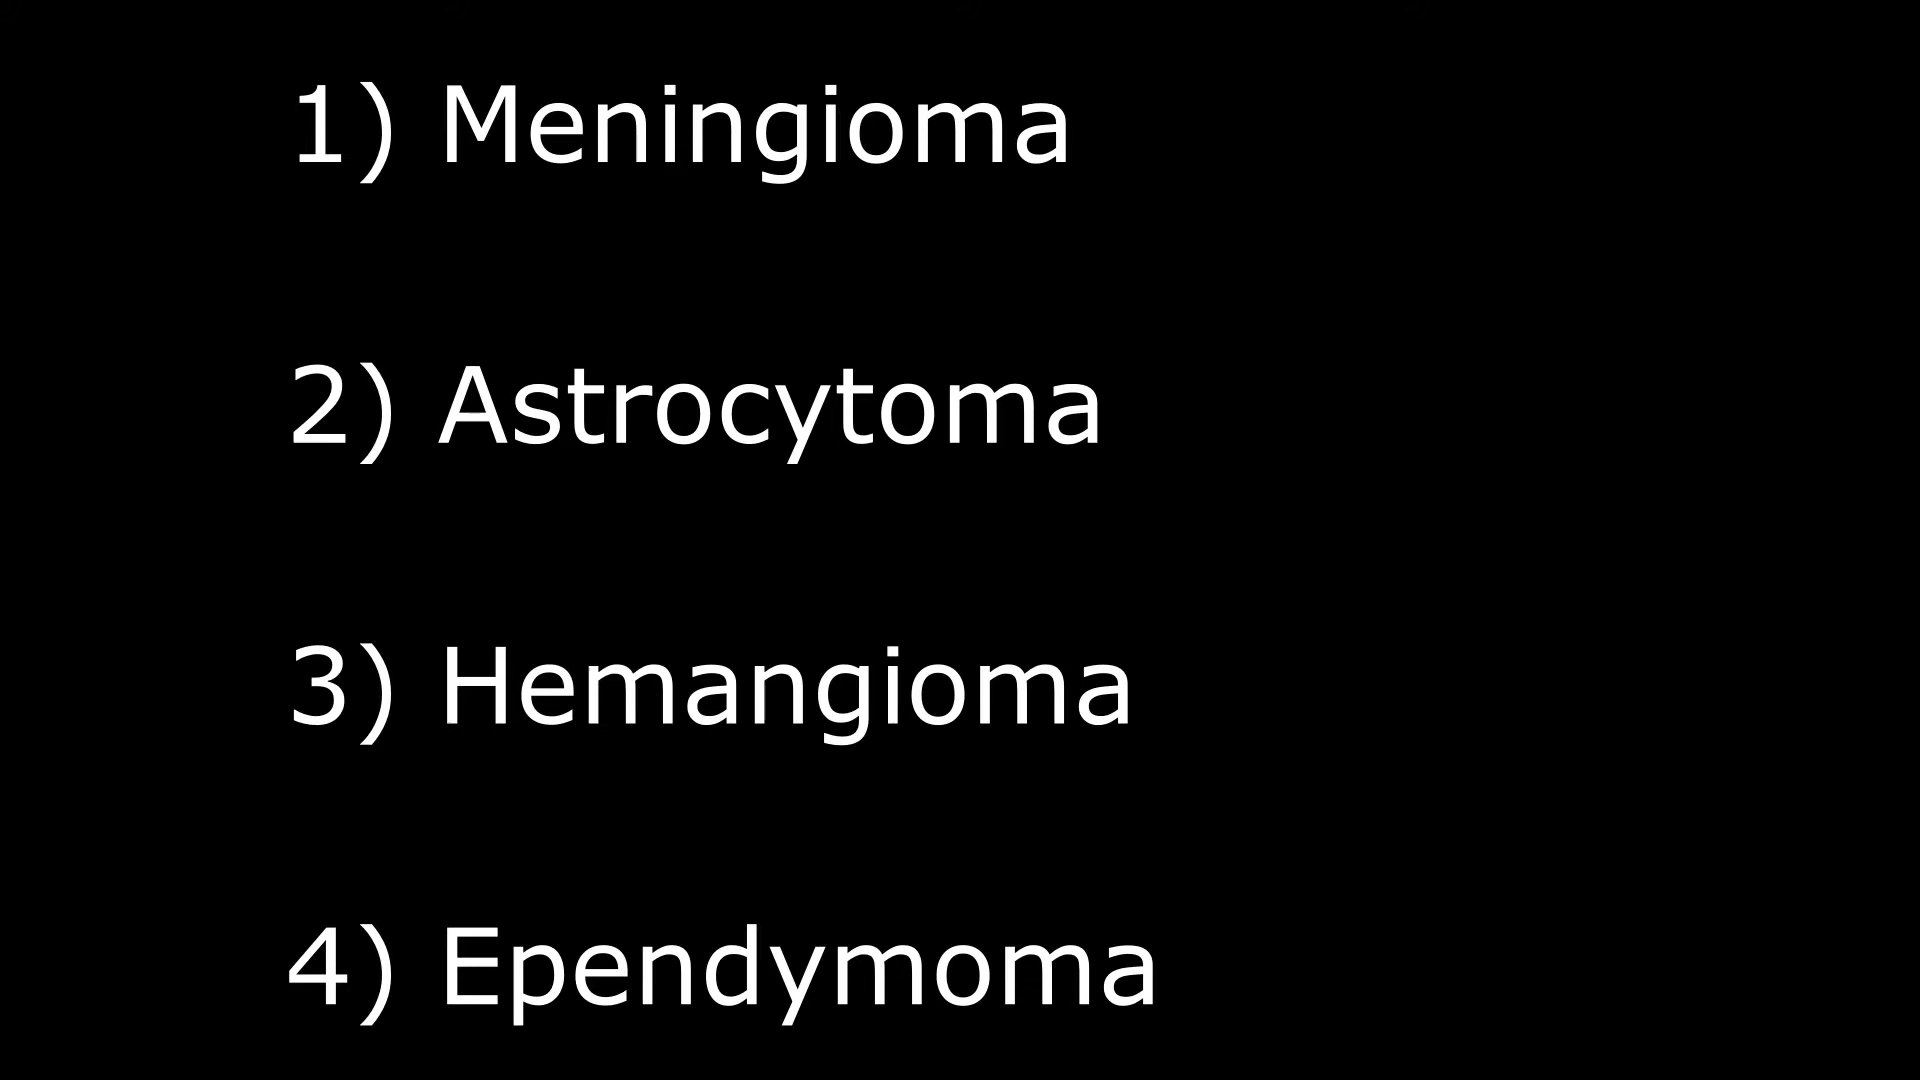 1) Meningioma
2) Astrocytoma
3) Hemangioma
4) Ependymoma